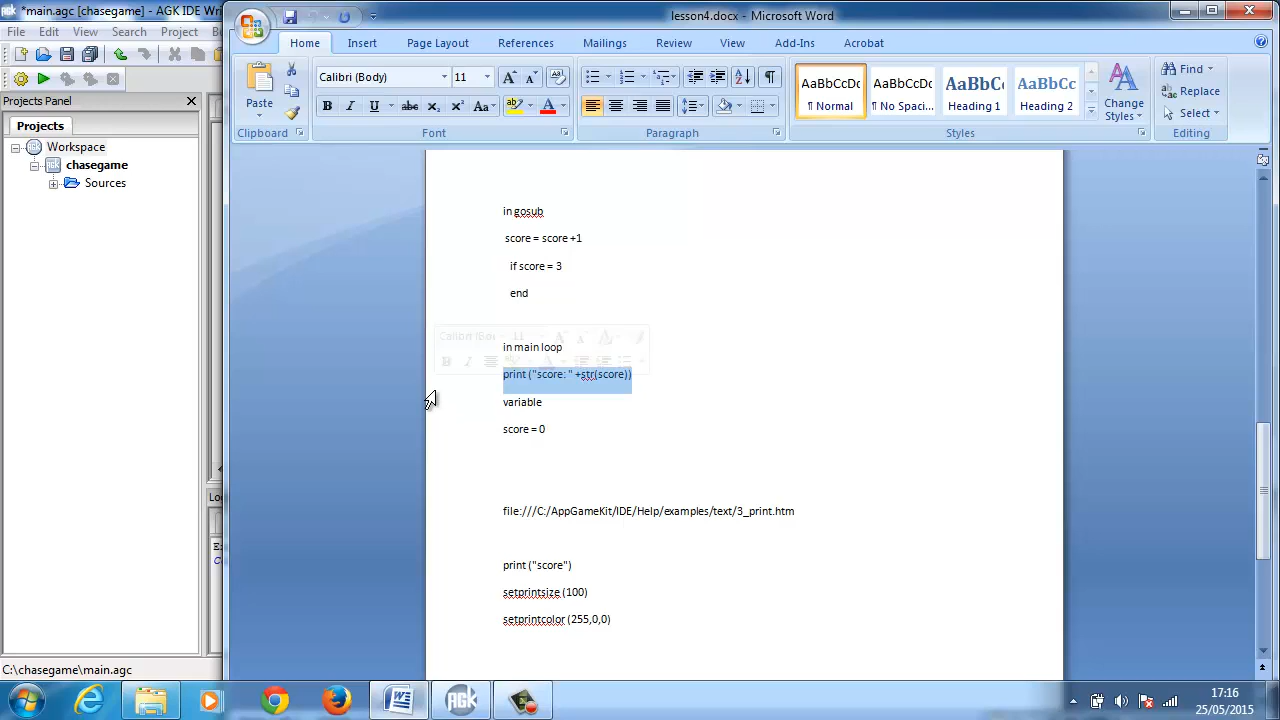 *main.agc [chasegame] - AGK IDE Wri
lesson4.docx - Microsoft Word
File Edit View Search Project
Home Insert Page Layout References Mailings Review View Add-Ins Acrobat
Paste
Calibri (Body) 11
AaBbCcDc AaBbCcDc AaBbC AaBbCc
¶ Normal ¶ No Spaci... Heading 1 Heading 2
Change Styles
Find
Replace
Select
Clipboard Font Paragraph Styles Editing
Projects Panel
Projects
Workspace
chasegame
Sources
in gosub
score = score +1
if score = 3
end
in main loop
print ("score: " +str(score))
variable
score = 0
file:///C:/AppGameKit/IDE/Help/examples/text/3_print.htm
print ("score")
setprintsize (100)
setprintcolor (255,0,0)
C:\chasegame\main.agc
AGK
17:16
25/05/2015